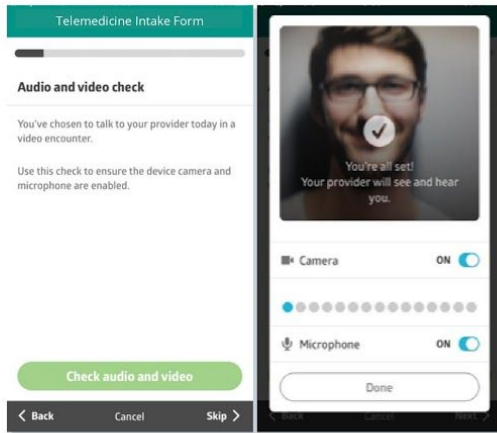 Telemedicine Intake Form
Audio and video check
You've chosen to talk to your provider today in a
video encounter.
Use this check to ensure the device camera and
microphone are enabled.
Check audio and video
Back
Cancel
Skip
You're all set!
Your provider will see and hear
you.
Camera
ON
Microphone
ON
Done
Back
Cancel
Next